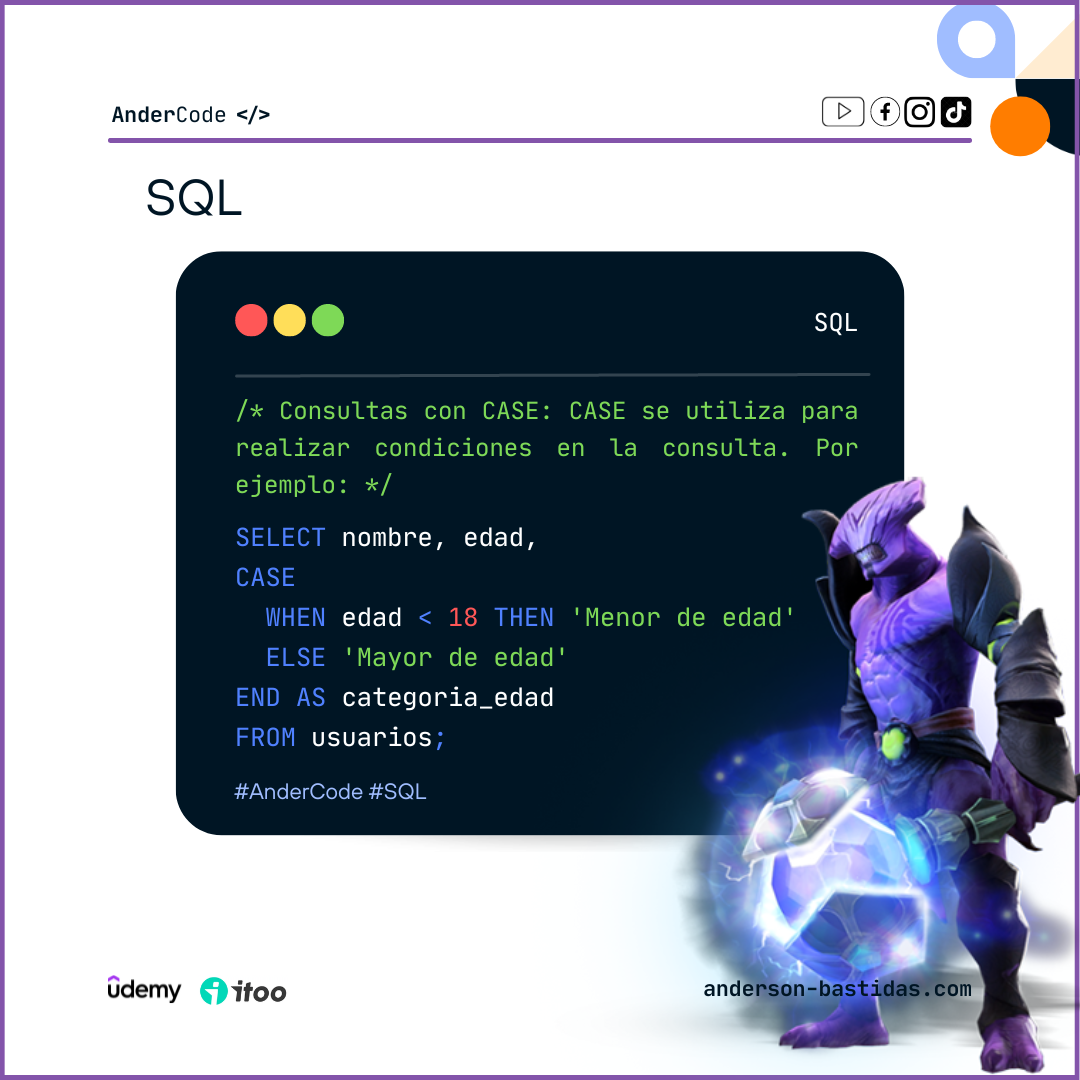 AnderCode </>
SQL
SQL
/* Consultas con CASE: CASE se utiliza para
realizar condiciones en la consulta. Por
ejemplo: */
SELECT nombre, edad,
CASE
  WHEN edad < 18 THEN 'Menor de edad'
  ELSE 'Mayor de edad'
END AS categoria_edad
FROM usuarios;
#AnderCode #SQL
ûdemy itoo
anderson-bastidas.com